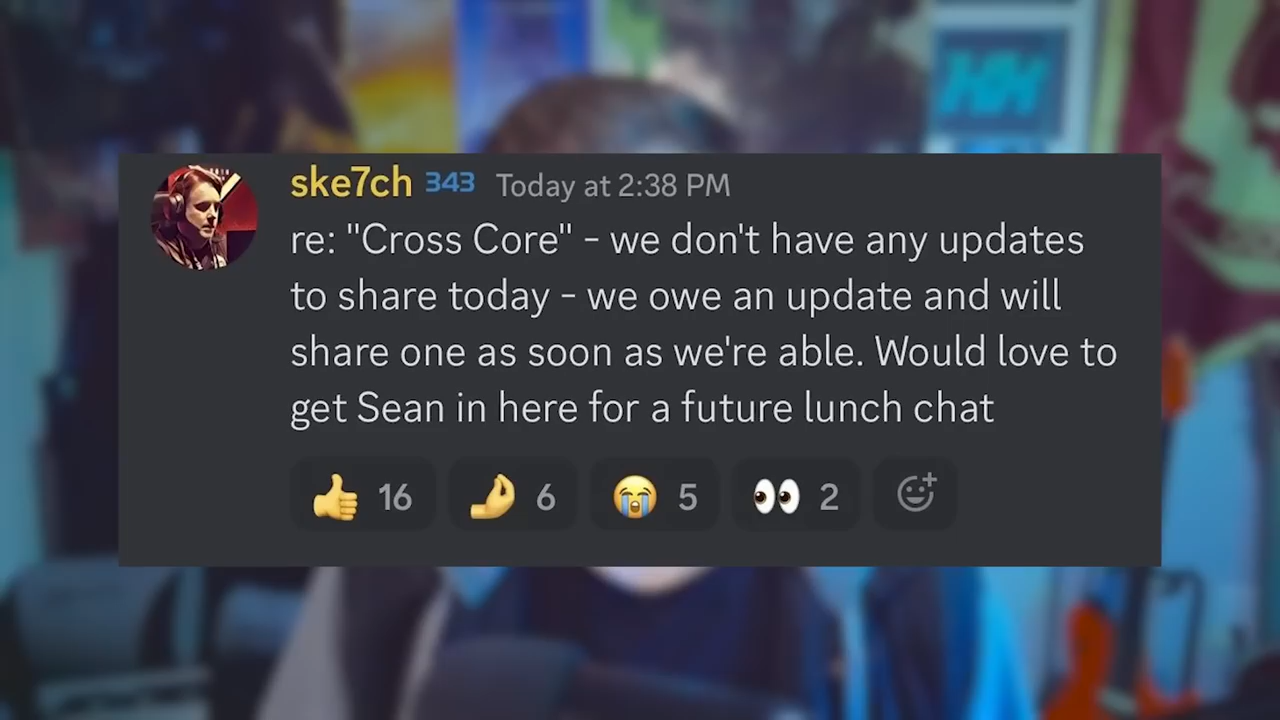 ske7ch 343 Today at 2:38 PM
re: "Cross Core" - we don't have any updates
to share today - we owe an update and will
share one as soon as we're able. Would love to
get Sean in here for a future lunch chat
16 6 5 2